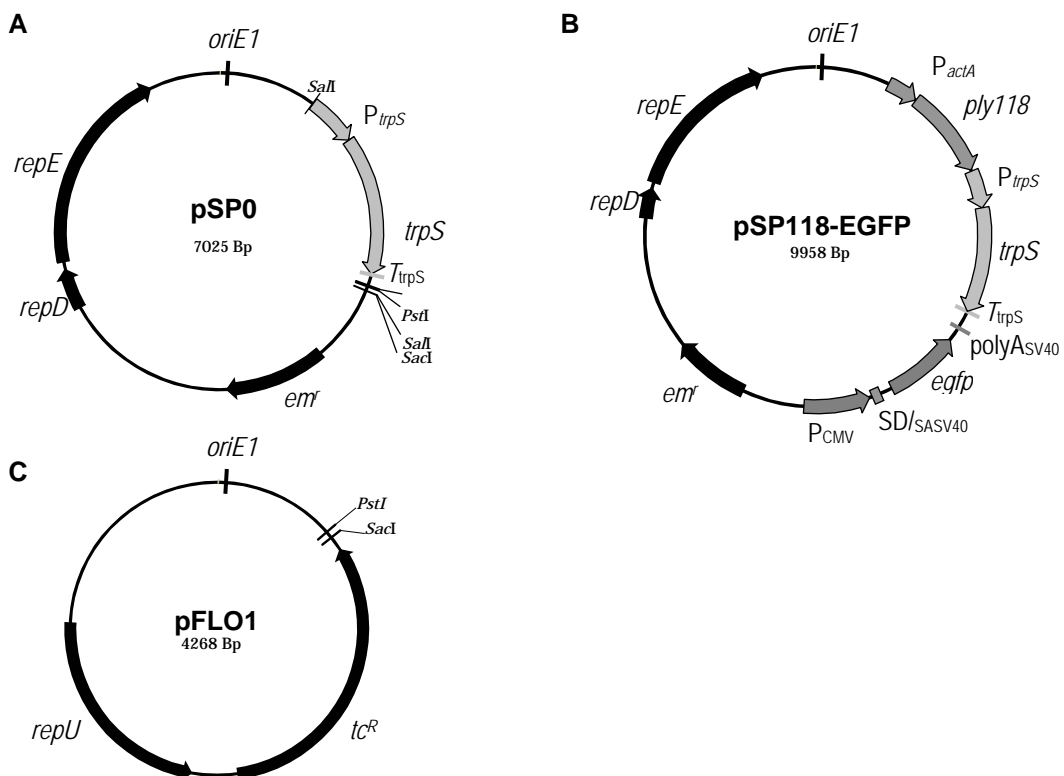 A
oriE1
SalI
PtrpS
repE
pSP0
7025 Bp
trpS
TtrpS
repD
PstI
SalI
SacI
emr
B
oriE1
PactA
ply118
repE
PtrpS
repD
pSP118-EGFP
9958 Bp
trpS
TtrpS
polyASV40
egfp
emr
SD/SASV40
PCMV
C
oriE1
PstI
SacI
pFLO1
4268 Bp
repU
tcR